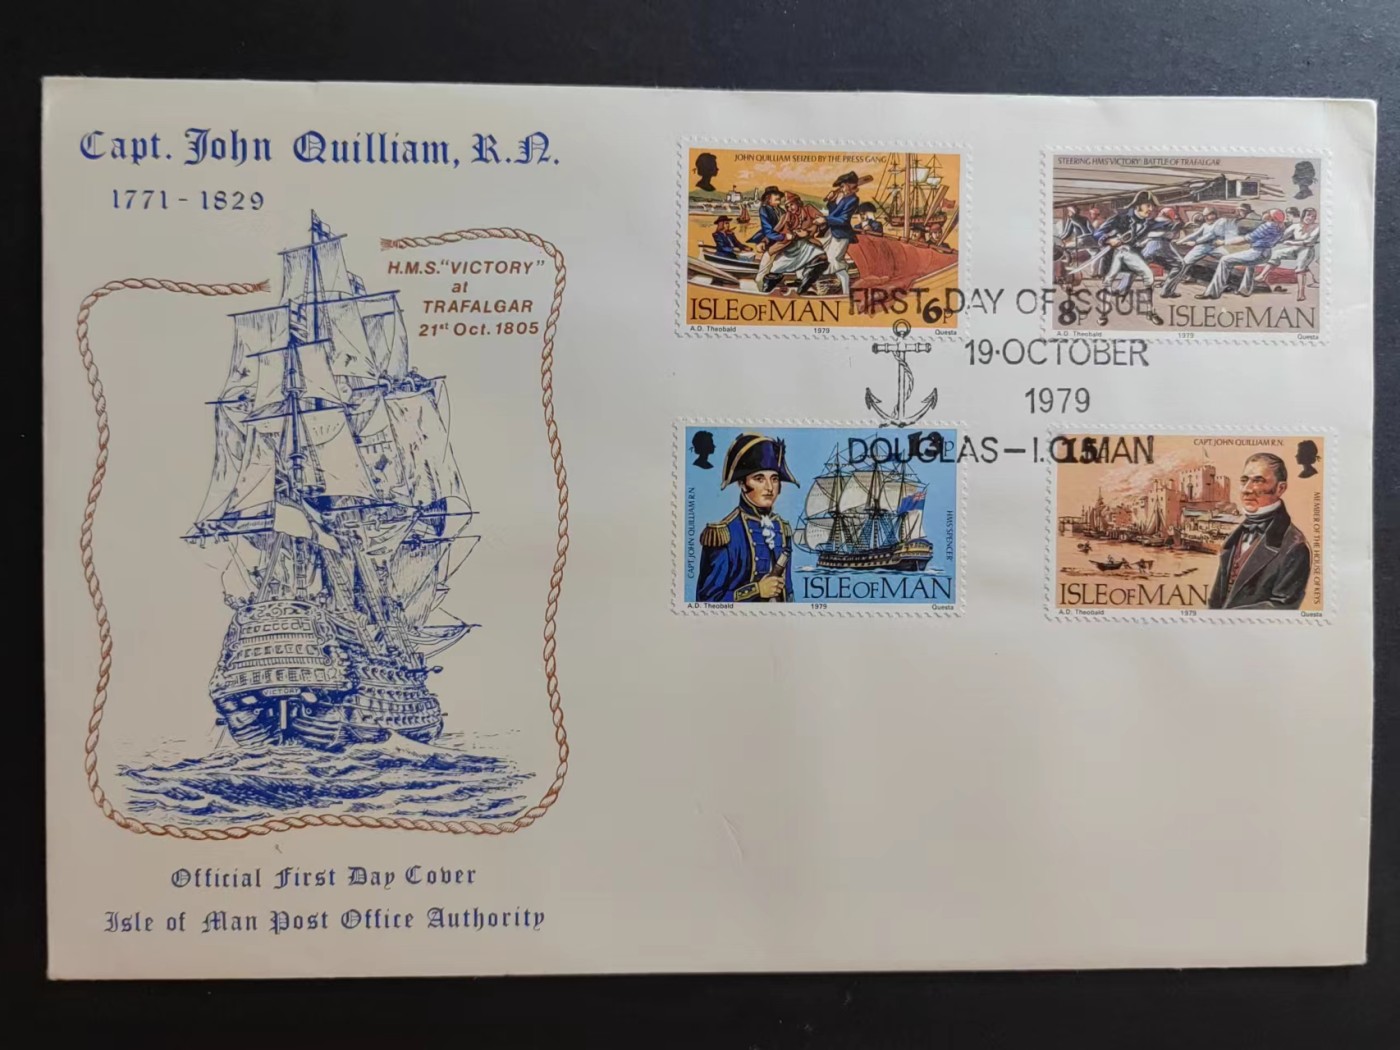 Capt. John Quilliam, R.N.
1771 - 1829
H.M.S. "VICTORY"
at
TRAFALGAR
21st Oct. 1805
VICTORY
Official First Day Cover
Isle of Man Post Office Authority
JOHN QUILLIAM SEIZED BY THE PRESS GANG
ISLE OF MAN 6p
A.D. Theobald 1979 Questa
STEERING HMS 'VICTORY': BATTLE OF TRAFALGAR
8p ISLE OF MAN
A.D. Theobald 1979 Questa
FIRST DAY OF ISSUE
19·OCTOBER
1979
DOUGLAS – I.O.MAN
13p
CAPT. JOHN QUILLIAM R.N.
HMS 'SPENCER'
ISLE OF MAN
A.D. Theobald 1979 Questa
15p
CAPT. JOHN QUILLIAM R.N.
MEMBER OF THE HOUSE OF KEYS
ISLE OF MAN
A.D. Theobald 1979 Questa